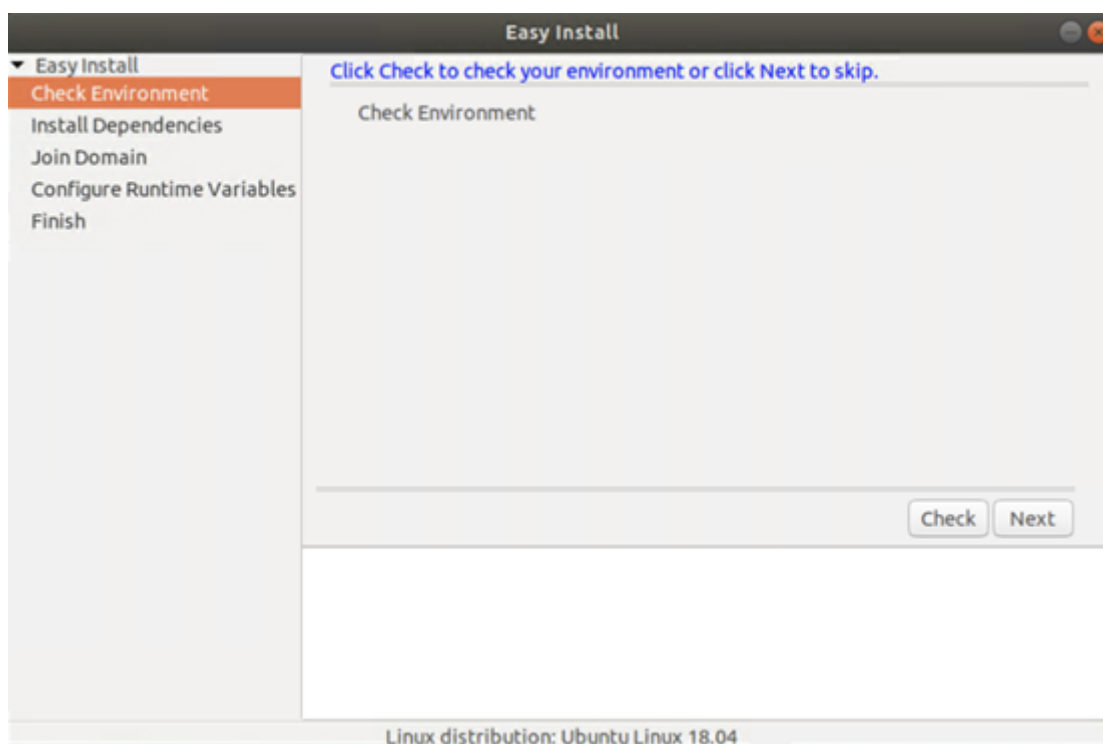 Easy Install
Easy Install
Check Environment
Install Dependencies
Join Domain
Configure Runtime Variables
Finish
Click Check to check your environment or click Next to skip.
Check Environment
Check
Next
Linux distribution: Ubuntu Linux 18.04